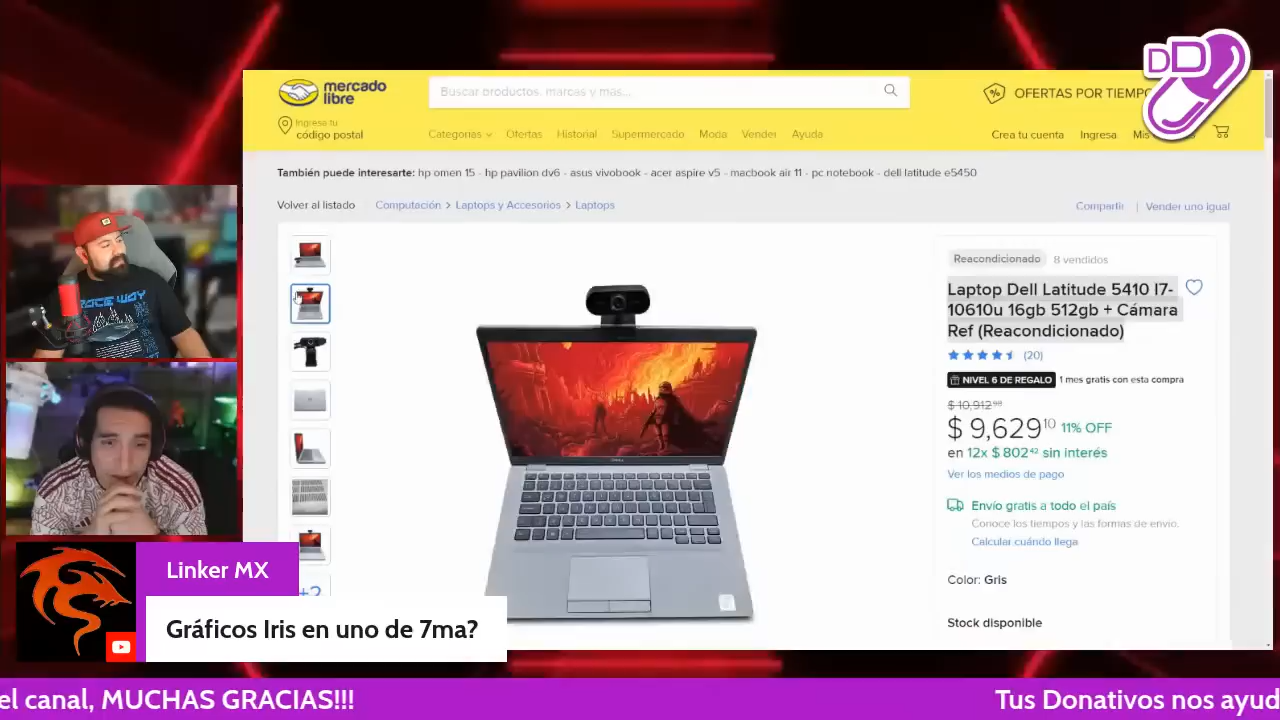 DD
mercado
libre
Buscar productos, marcas y más...
OFERTAS POR TIEMPO
Ingresa tu
código postal
Categorías
Ofertas
Historial
Supermercado
Moda
Vender
Ayuda
Crea tu cuenta
Ingresa
También puede interesarte: hp omen 15 - hp pavilion dv6 - asus vivobook - acer aspire v5 - macbook air 11 - pc notebook - dell latitude e5450
Volver al listado
Computación > Laptops y Accesorios > Laptops
Compartir | Vender uno igual
Reacondicionado 8 vendidos
Laptop Dell Latitude 5410 I7-
10610u 16gb 512gb + Cámara
Ref (Reacondicionado)
(20)
NIVEL 6 DE REGALO 1 mes gratis con esta compra
$ 10,912⁹⁸
$ 9,629¹⁰ 11% OFF
en 12x $ 802⁴² sin interés
Ver los medios de pago
Envío gratis a todo el país
Conoce los tiempos y las formas de envío.
Calcular cuándo llega
Color: Gris
Stock disponible
+2
Linker MX
Gráficos Iris en uno de 7ma?
el canal, MUCHAS GRACIAS!!!
Tus Donativos nos ayud